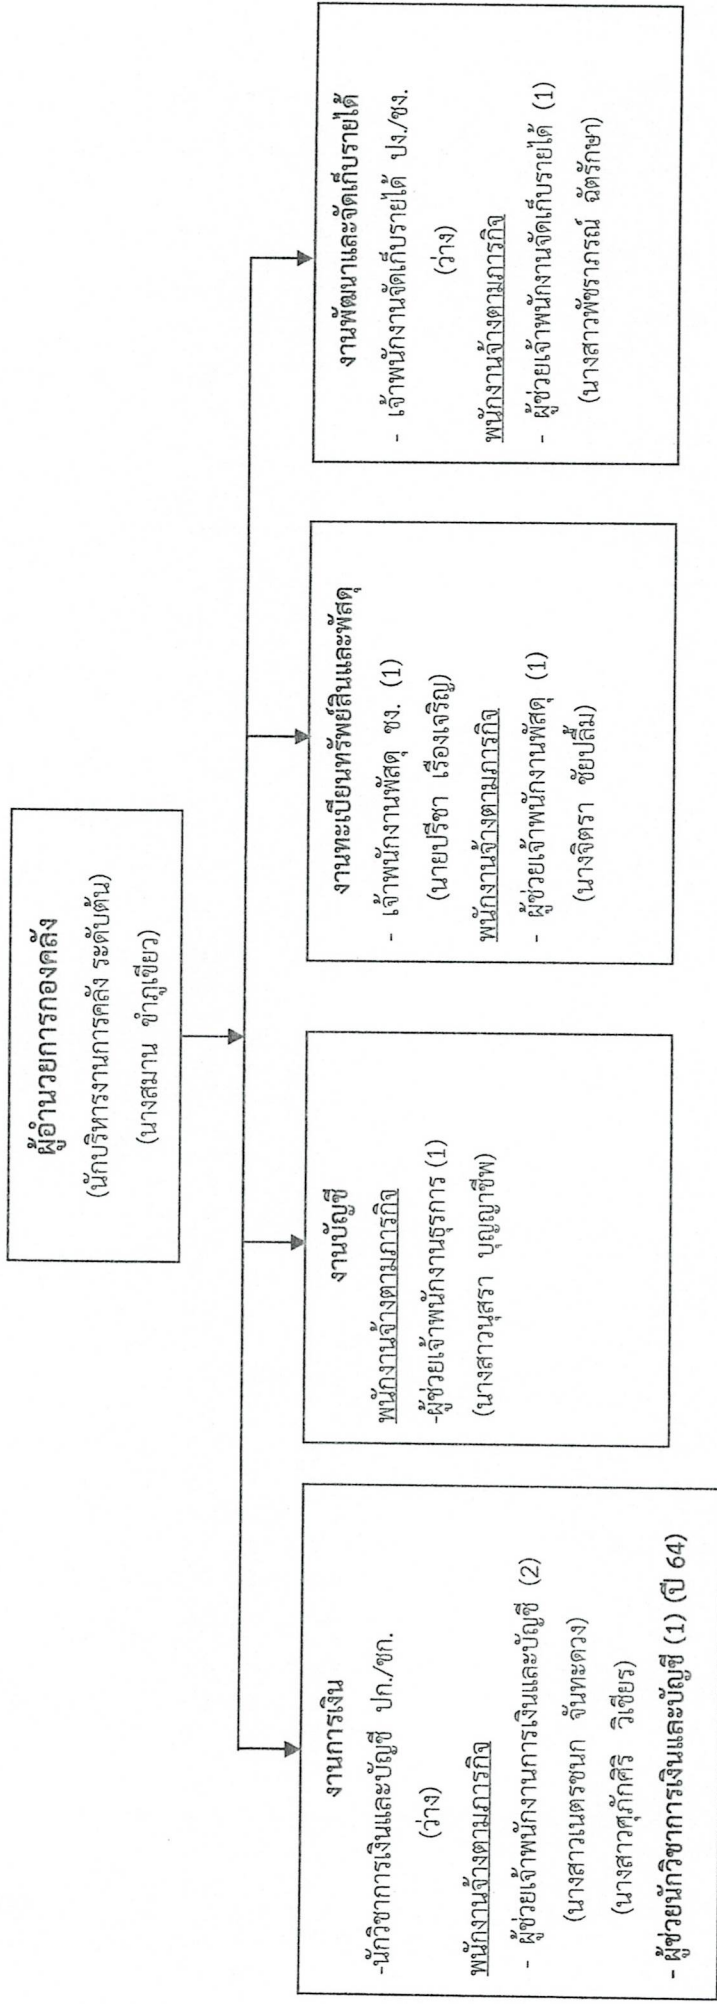 ผู้อำนวยการกองคลัง
(นักบริหารงานการคลัง ระดับต้น)
(นางสมาน ขำภูเขียว)
งานการเงิน
-นักวิชาการเงินและบัญชี ปก./ชก.
(ว่าง)
พนักงานจ้างตามภารกิจ
- ผู้ช่วยเจ้าพนักงานการเงินและบัญชี (2)
(นางสาวเนตรชนก จันทะดวง)
(นางสาวศุภักศิริ วิเชียร)
- ผู้ช่วยนักวิชาการเงินและบัญชี (1) (ปี 64)
งานบัญชี
พนักงานจ้างตามภารกิจ
-ผู้ช่วยเจ้าพนักงานธุรการ (1)
(นางสาวนุสรา บุญญาชีพ)
งานทะเบียนทรัพย์สินและพัสดุ
- เจ้าพนักงานพัสดุ ชง. (1)
(นายปรีชา เรืองเจริญ)
พนักงานจ้างตามภารกิจ
- ผู้ช่วยเจ้าพนักงานพัสดุ (1)
(นางจิตรา ชัยปลื้ม)
งานพัฒนาและจัดเก็บรายได้
- เจ้าพนักงานจัดเก็บรายได้ ปง./ชง.
(ว่าง)
พนักงานจ้างตามภารกิจ
- ผู้ช่วยเจ้าพนักงานจัดเก็บรายได้ (1)
(นางสาวพัชราภรณ์ ฉัตรรักษา)